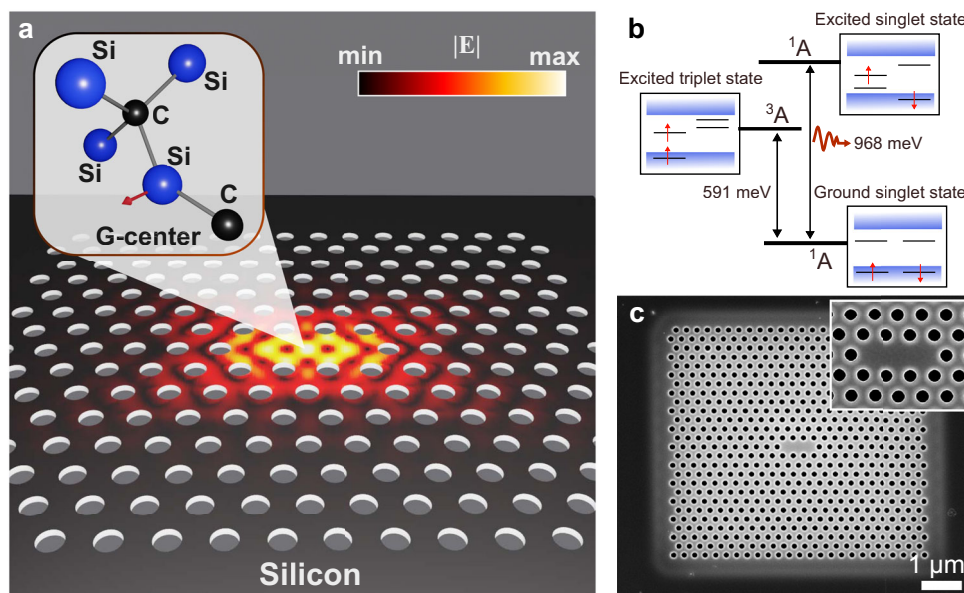 a
Si
Si
C
Si
Si
C
G-center
|E|
min
max
Silicon
b
Excited singlet state
¹A
Excited triplet state
³A
968 meV
591 meV
Ground singlet state
¹A
c
1 μm